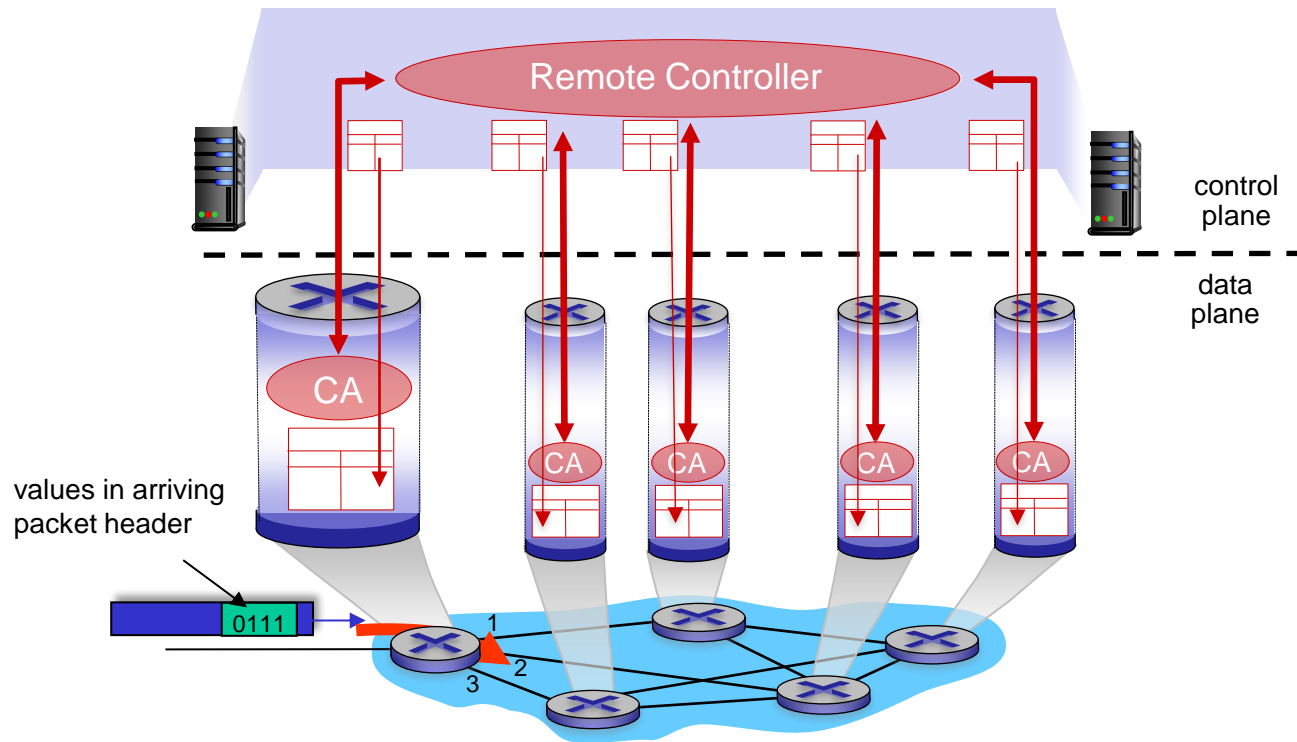 Remote Controller
control
plane
data
plane
CA
CA
CA
CA
CA
values in arriving
packet header
0111
1
2
3